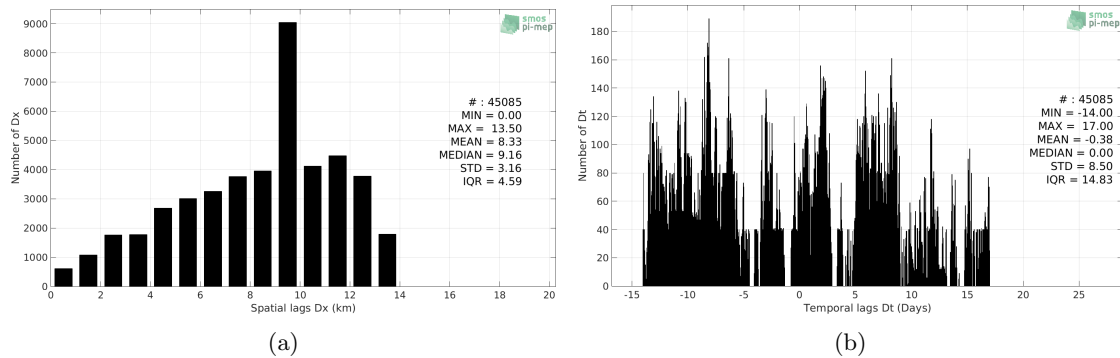 9000
8000
7000
6000
5000
4000
3000
2000
1000
0
Number of Dx
0 2 4 6 8 10 12 14 16 18 20
Spatial lags Dx (km)
smos
pi-mep
# : 45085
MIN = 0.00
MAX = 13.50
MEAN = 8.33
MEDIAN = 9.16
STD = 3.16
IQR = 4.59
(a)
180
160
140
120
100
80
60
40
20
0
Number of Dt
-15 -10 -5 0 5 10 15 20 25
Temporal lags Dt (Days)
smos
pi-mep
# : 45085
MIN = -14.00
MAX = 17.00
MEAN = -0.38
MEDIAN = 0.00
STD = 8.50
IQR = 14.83
(b)